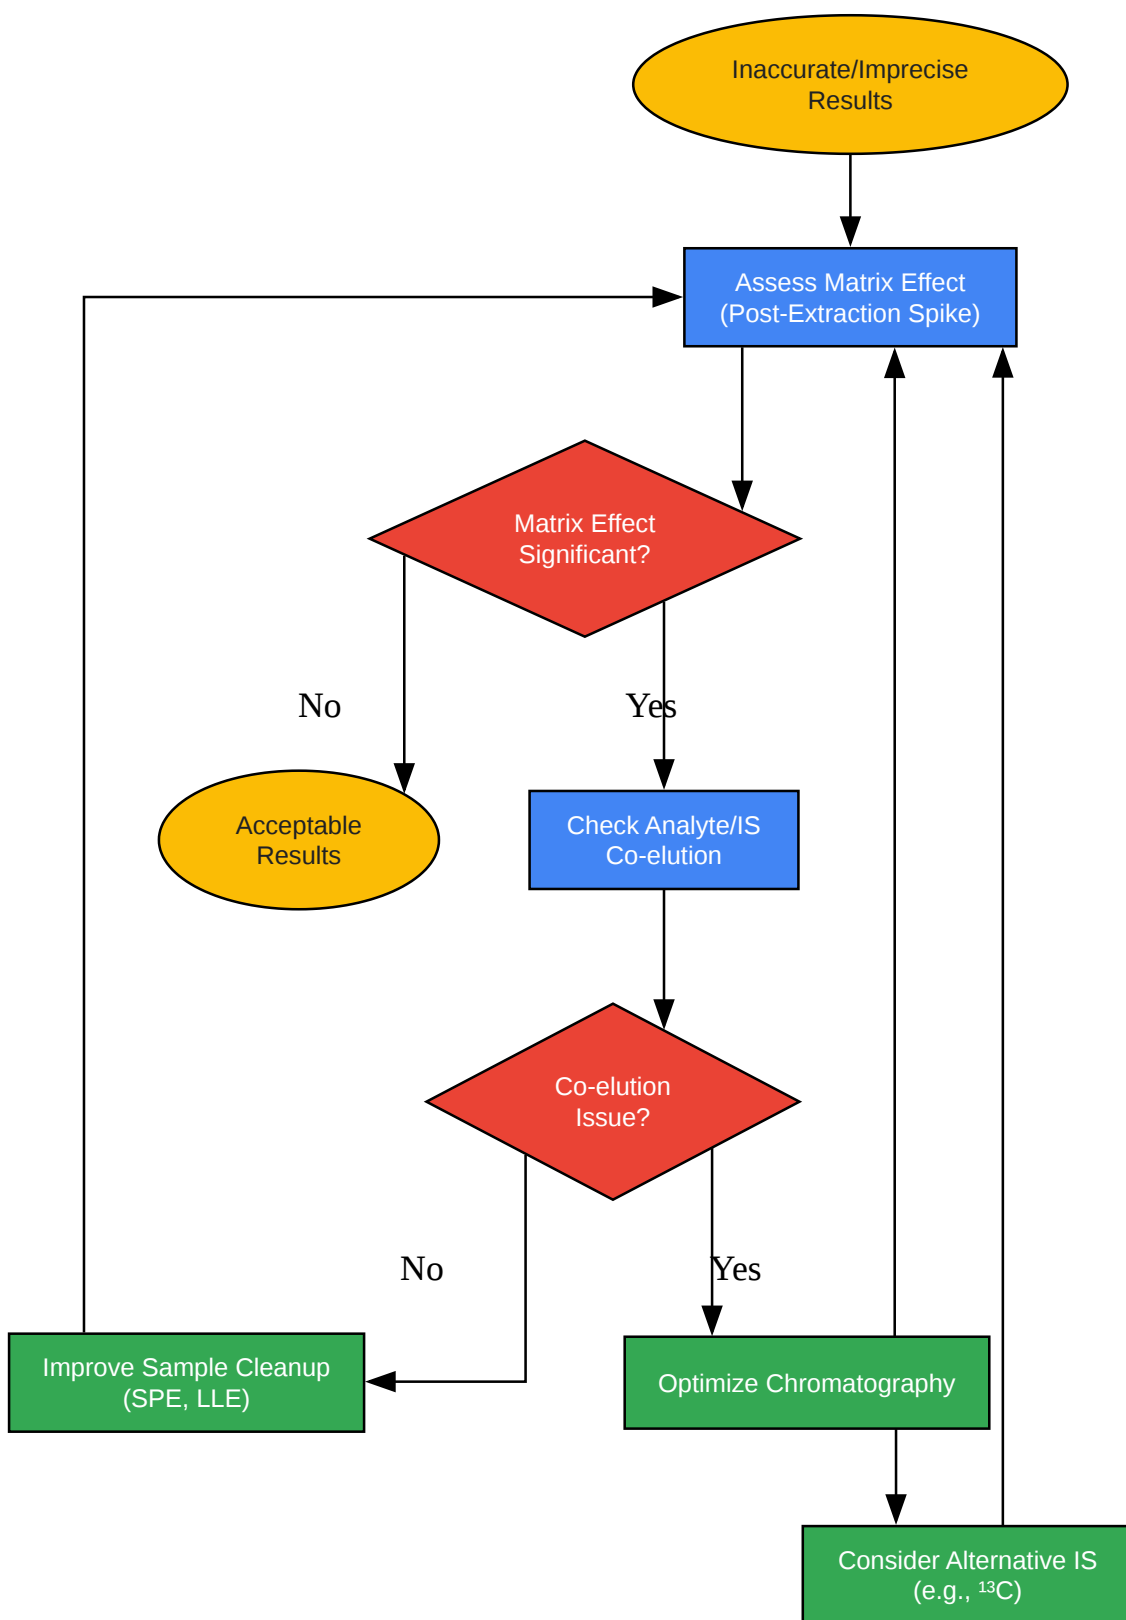 Inaccurate/Imprecise
Results
Assess Matrix Effect
(Post-Extraction Spike)
Matrix Effect
Significant?
No
Yes
Acceptable
Results
Check Analyte/IS
Co-elution
Co-elution
Issue?
No
Yes
Improve Sample Cleanup
(SPE, LLE)
Optimize Chromatography
Consider Alternative IS
(e.g., ¹³C)